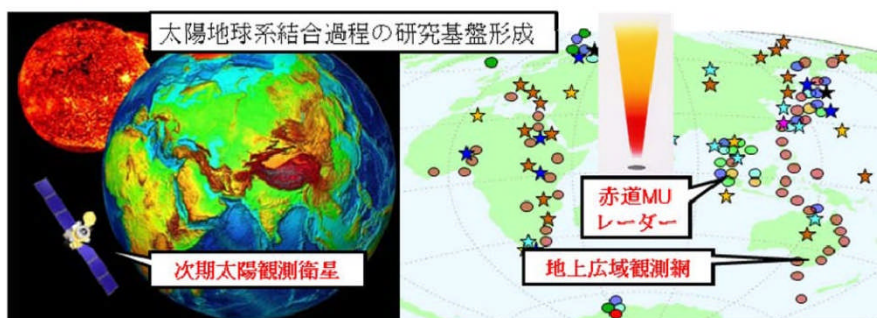 太陽地球系結合過程の研究基盤形成
次期太陽観測衛星
赤道MU
レーダー
地上広域観測網